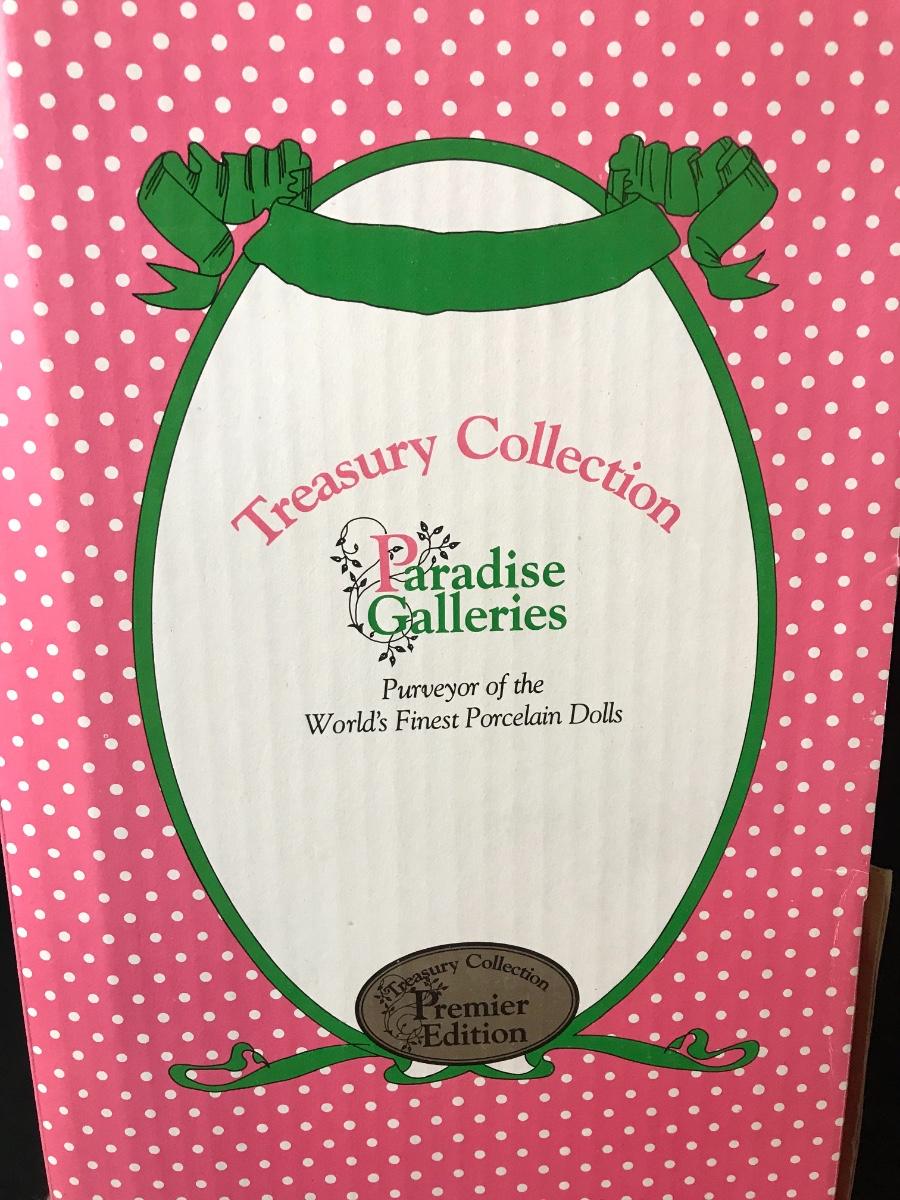 Treasury Collection
Paradise
Galleries
Purveyor of the
World's Finest Porcelain Dolls
Treasury Collection
Premier
Edition